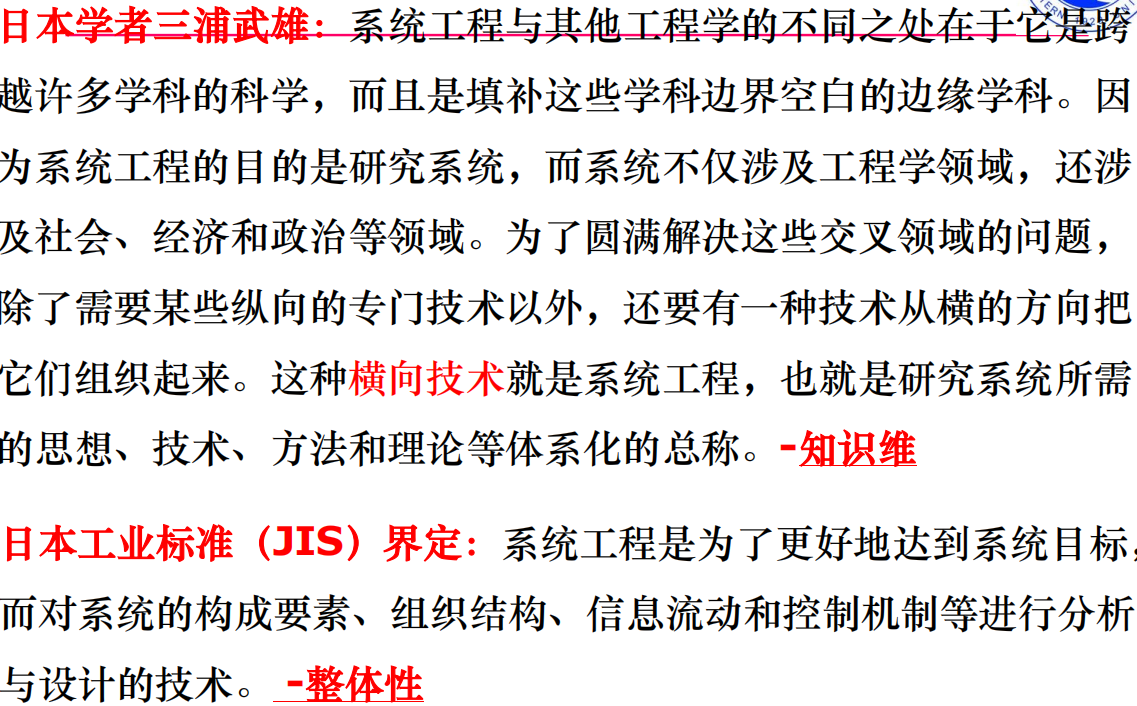 日本学者三浦武雄：系统工程与其他工程学的不同之处在于它是跨
越许多学科的科学，而且是填补这些学科边界空白的边缘学科。因
为系统工程的目的是研究系统，而系统不仅涉及工程学领域，还涉
及社会、经济和政治等领域。为了圆满解决这些交叉领域的问题，
除了需要某些纵向的专门技术以外，还要有一种技术从横的方向把
它们组织起来。这种横向技术就是系统工程，也就是研究系统所需
的思想、技术、方法和理论等体系化的总称。-知识维
日本工业标准（JIS）界定：系统工程是为了更好地达到系统目标，
而对系统的构成要素、组织结构、信息流动和控制机制等进行分析
与设计的技术。 -整体性